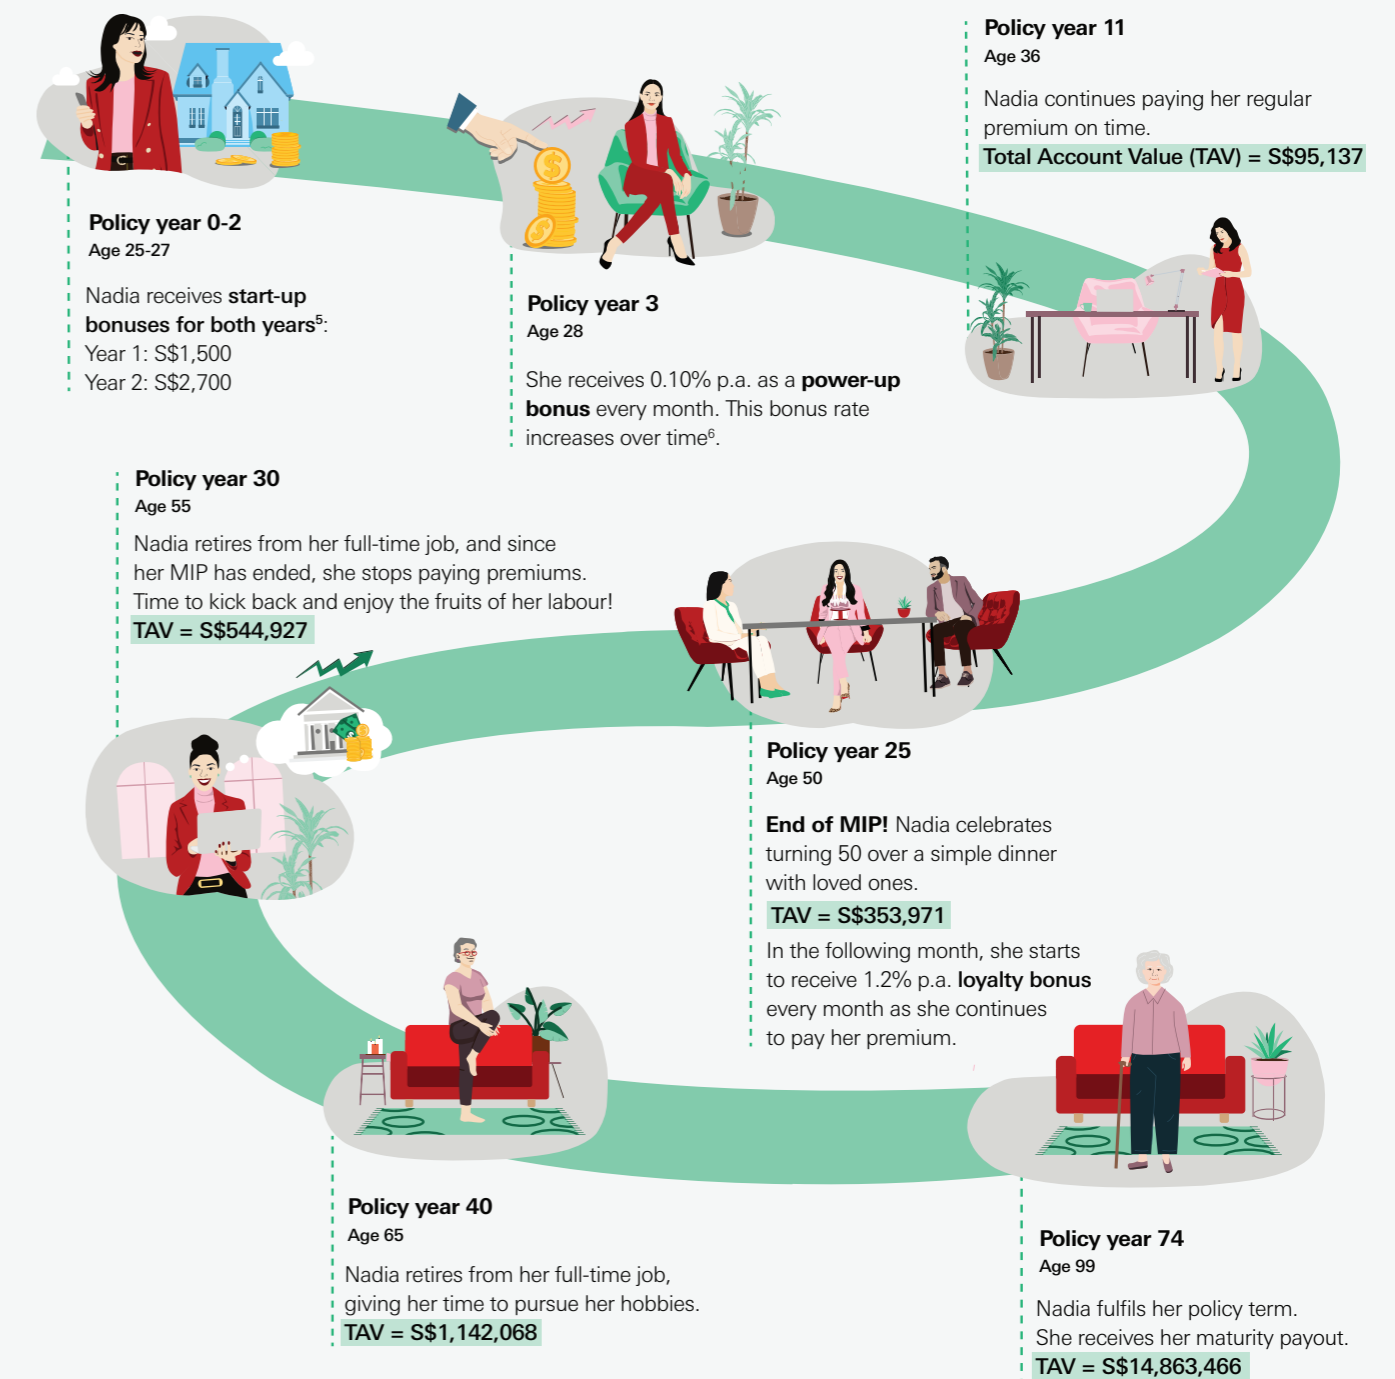 Policy year 0-2
Age 25-27
Nadia receives start-up
bonuses for both years⁵:
Year 1: S$1,500
Year 2: S$2,700
Policy year 3
Age 28
She receives 0.10% p.a. as a power-up
bonus every month. This bonus rate
increases over time⁶.
Policy year 11
Age 36
Nadia continues paying her regular
premium on time.
Total Account Value (TAV) = S$95,137
Policy year 25
Age 50
End of MIP! Nadia celebrates
turning 50 over a simple dinner
with loved ones.
TAV = S$353,971
In the following month, she starts
to receive 1.2% p.a. loyalty bonus
every month as she continues
to pay her premium.
Policy year 30
Age 55
Nadia retires from her full-time job, and since
her MIP has ended, she stops paying premiums.
Time to kick back and enjoy the fruits of her labour!
TAV = S$544,927
Policy year 40
Age 65
Nadia retires from her full-time job,
giving her time to pursue her hobbies.
TAV = S$1,142,068
Policy year 74
Age 99
Nadia fulfils her policy term.
She receives her maturity payout.
TAV = S$14,863,466